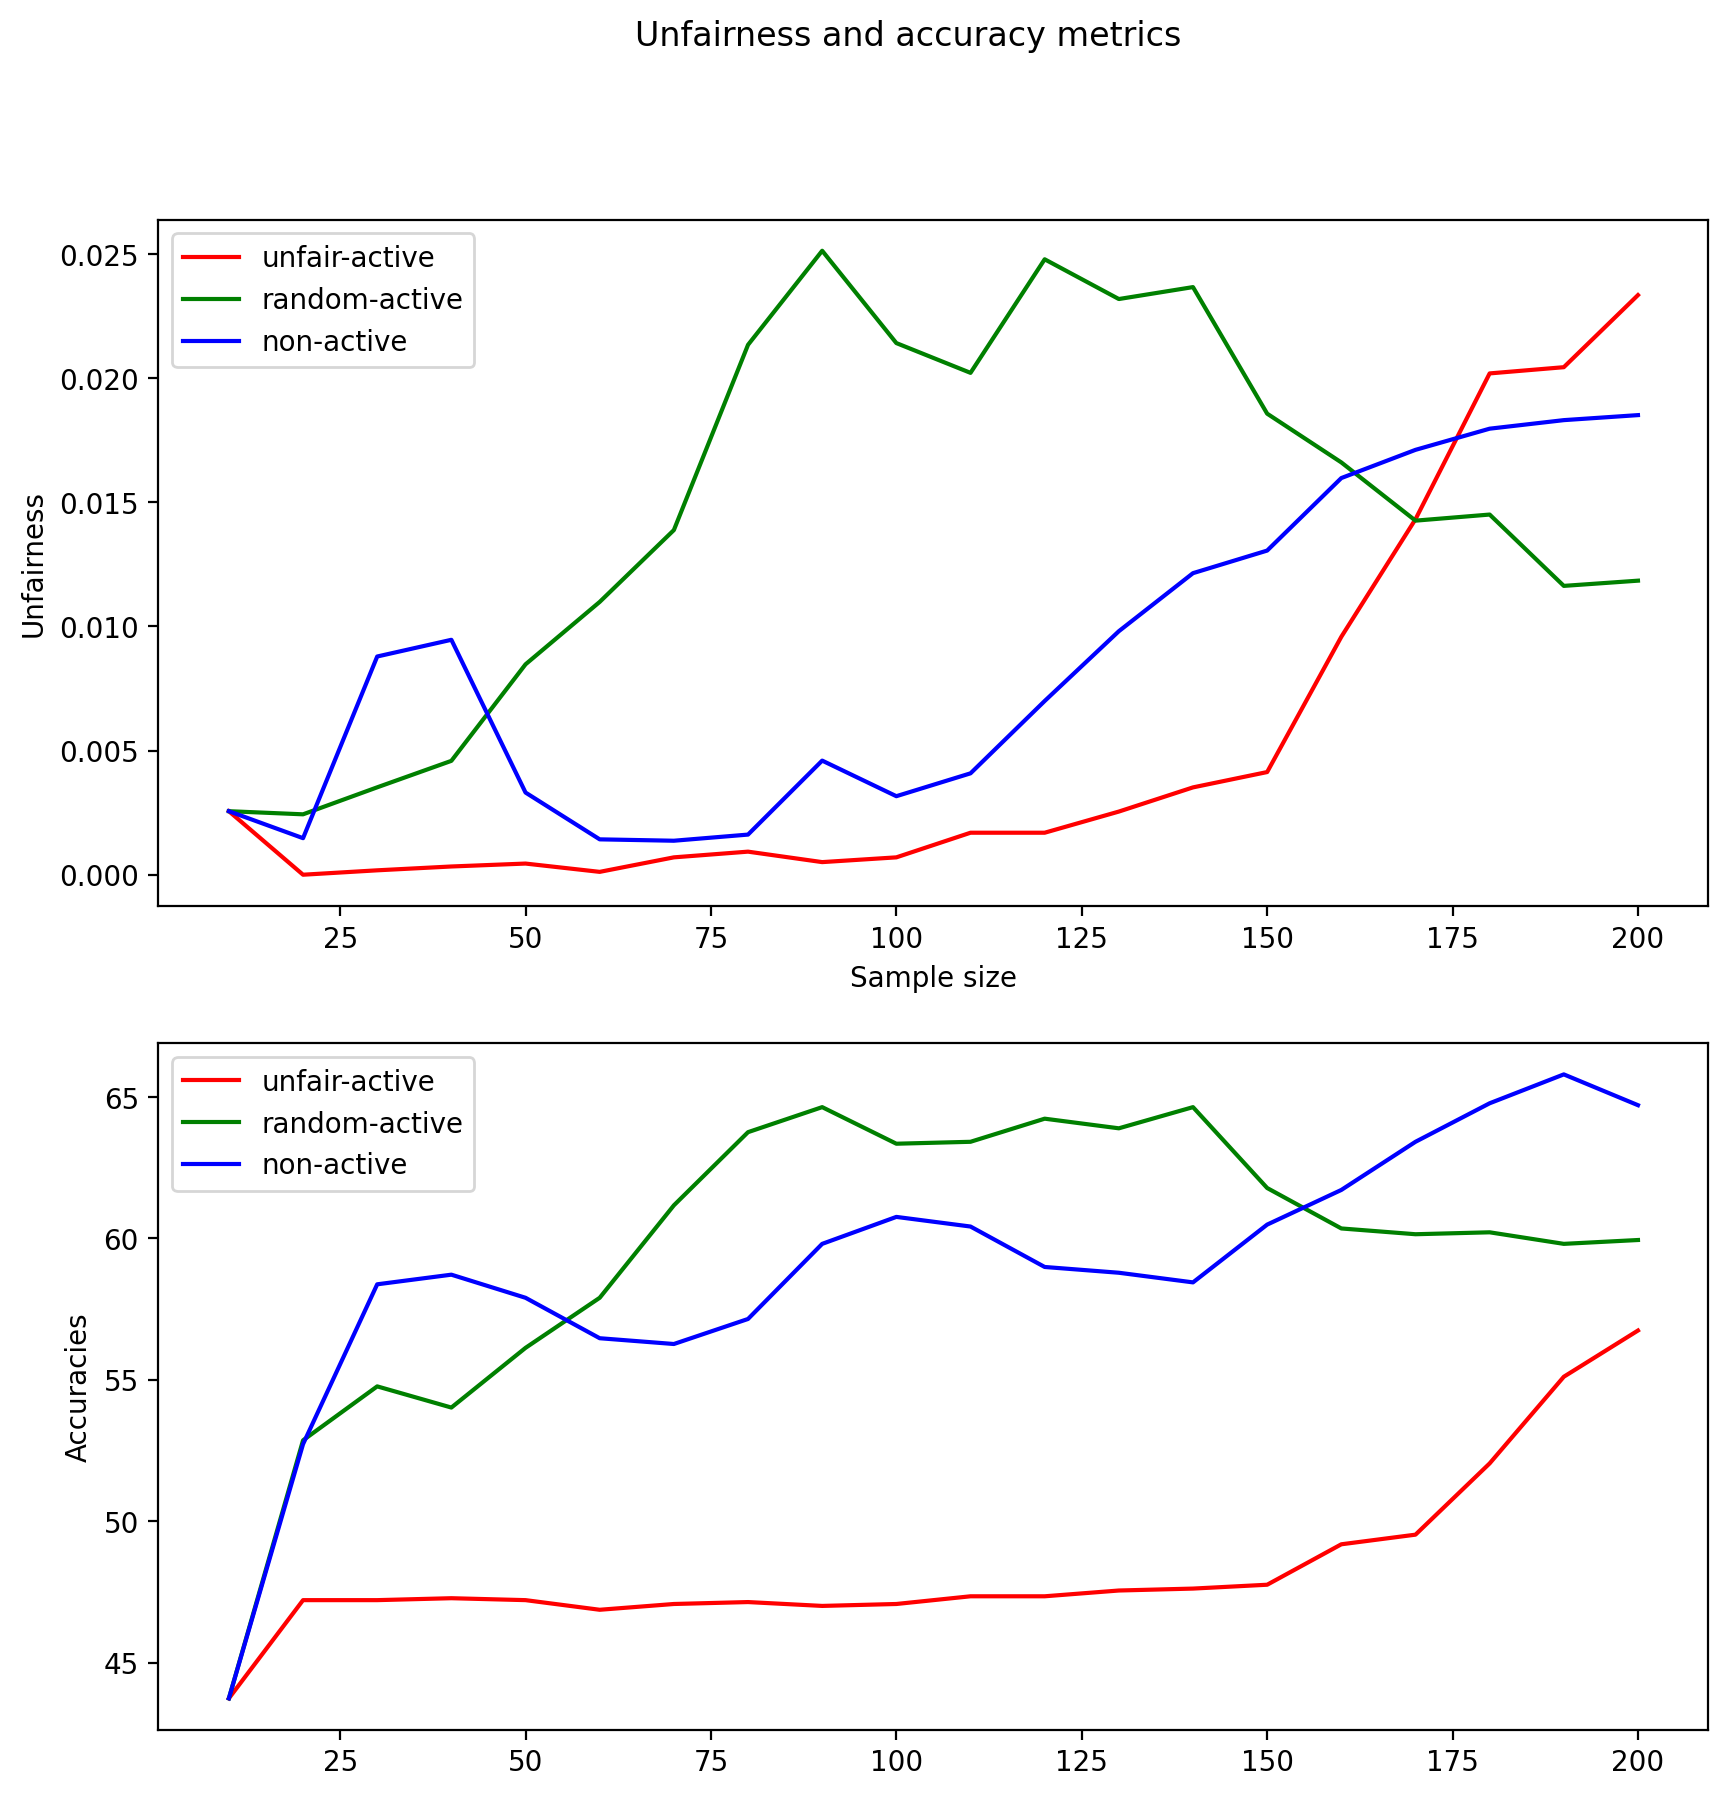 Unfairness and accuracy metrics
unfair-active
random-active
non-active
Unfairness
0.025
0.020
0.015
0.010
0.005
0.000
25 50 75 100 125 150 175 200
Sample size
unfair-active
random-active
non-active
Accuracies
65
60
55
50
45
25 50 75 100 125 150 175 200